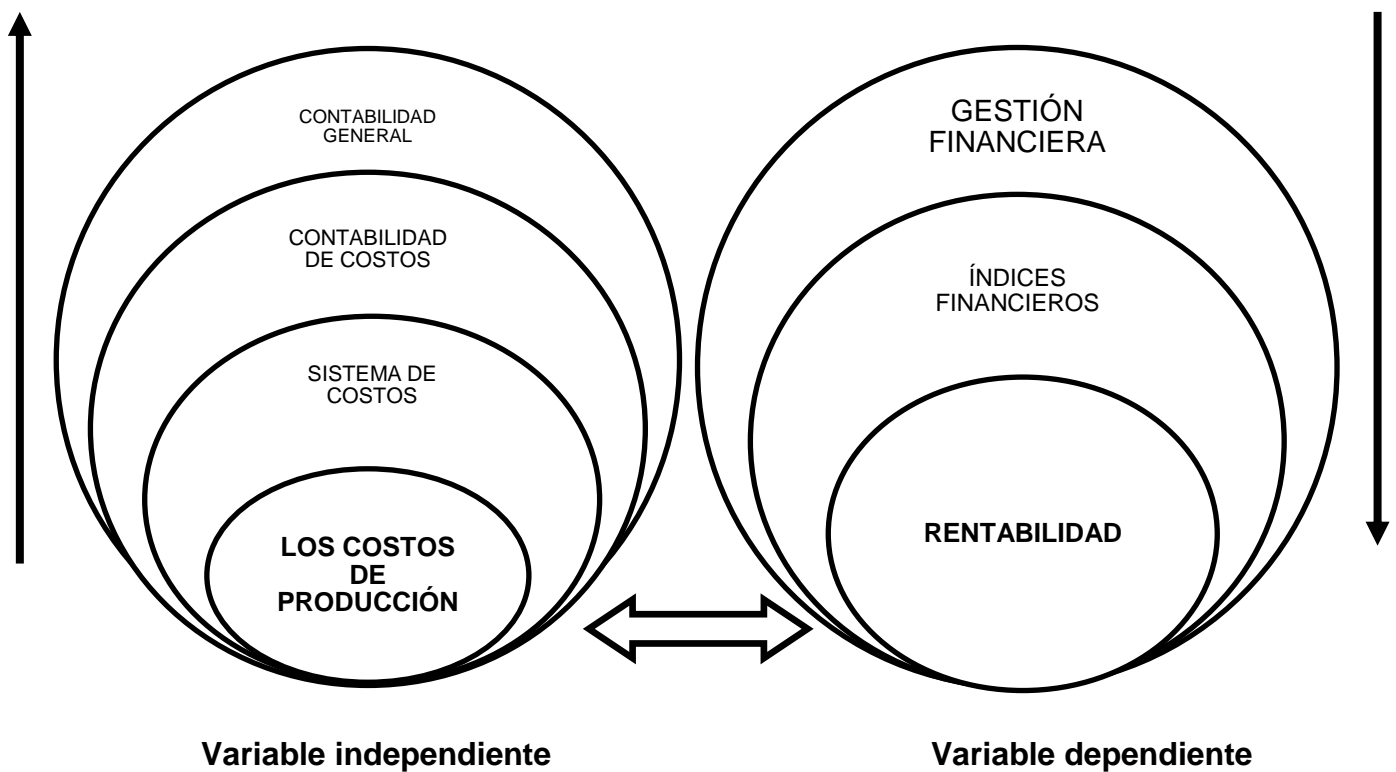 CONTABILIDAD
GENERAL
CONTABILIDAD
DE COSTOS
SISTEMA DE
COSTOS
LOS COSTOS
DE
PRODUCCIÓN
GESTIÓN
FINANCIERA
ÍNDICES
FINANCIEROS
RENTABILIDAD
Variable independiente
Variable dependiente